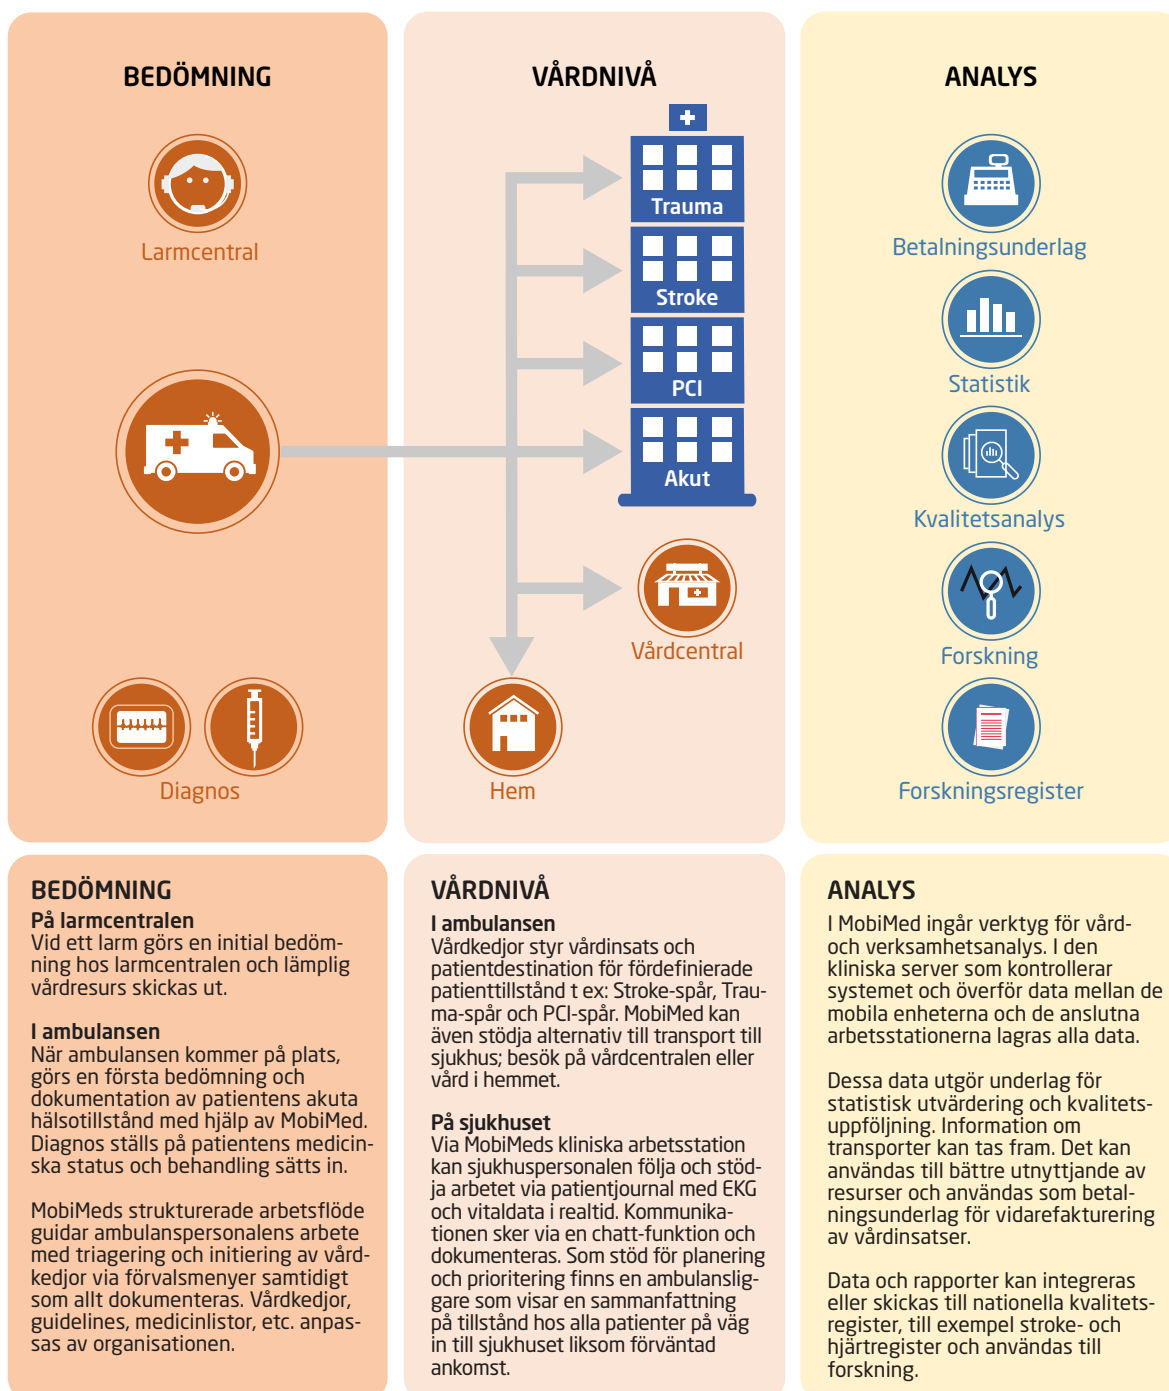 BEDÖMNING
Larmcentral
Diagnos
VÅRDNIVÅ
Trauma
Stroke
PCI
Akut
Vårdcentral
Hem
ANALYS
Betalningsunderlag
Statistik
Kvalitetsanalys
Forskning
Forskningsregister
BEDÖMNING
På larmcentralen
Vid ett larm görs en initial bedöm-
ning hos larmcentralen och lämplig
vårdresurs skickas ut.
I ambulansen
När ambulansen kommer på plats,
görs en första bedömning och
dokumentation av patientens akuta
hälsotillstånd med hjälp av MobiMed.
Diagnos ställs på patientens medicin-
ska status och behandling sätts in.
MobiMeds strukturerade arbetsflöde
guidar ambulanspersonalens arbete
med triagering och initiering av vård-
kedjor via förvalsmenyer samtidigt
som allt dokumenteras. Vårdkedjor,
guidelines, medicinlistor, etc. anpas-
sas av organisationen.
VÅRDNIVÅ
I ambulansen
Vårdkedjor styr vårdinsats och
patientdestination för fördefinierade
patienttillstånd t ex: Stroke-spår, Trau-
ma-spår och PCI-spår. MobiMed kan
även stödja alternativ till transport till
sjukhus; besök på vårdcentralen eller
vård i hemmet.
På sjukhuset
Via MobiMeds kliniska arbetsstation
kan sjukhuspersonalen följa och stöd-
ja arbetet via patientjournal med EKG
och vitaldata i realtid. Kommunika-
tionen sker via en chatt-funktion och
dokumenteras. Som stöd för planering
och prioritering finns en ambulanslig-
gare som visar en sammanfattning
på tillstånd hos alla patienter på väg
in till sjukhuset liksom förväntad
ankomst.
ANALYS
I MobiMed ingår verktyg för vård-
och verksamhetsanalys. I den
kliniska server som kontrollerar
systemet och överför data mellan de
mobila enheterna och de anslutna
arbetsstationerna lagras alla data.
Dessa data utgör underlag för
statistisk utvärdering och kvalitets-
uppföljning. Information om
transporter kan tas fram. Det kan
användas till bättre utnyttjande av
resurser och användas som betal-
ningsunderlag för vidarefakturering
av vårdinsatser.
Data och rapporter kan integreras
eller skickas till nationella kvalitets-
register, till exempel stroke- och
hjärtregister och användas till
forskning.